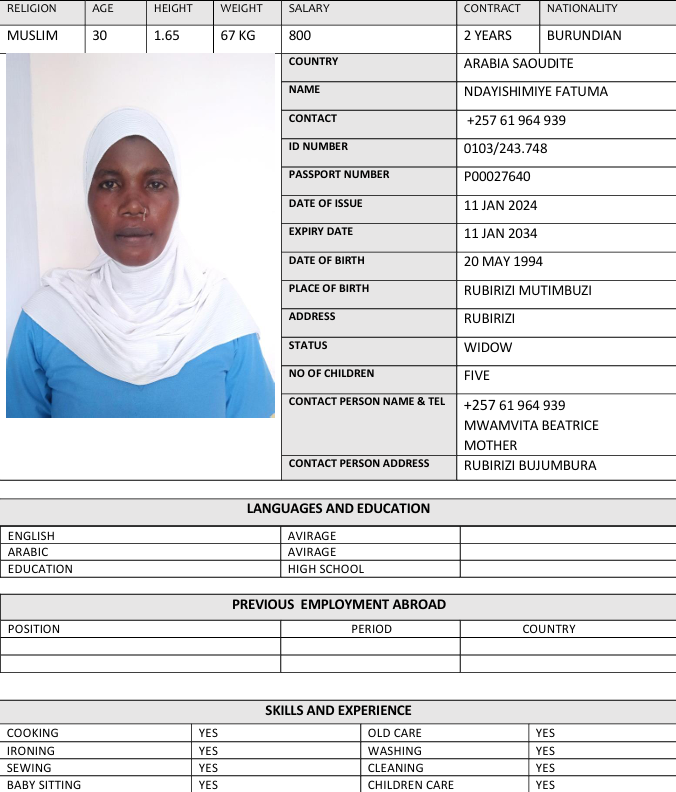 RELIGION AGE HEIGHT WEIGHT SALARY CONTRACT NATIONALITY
MUSLIM 30 1.65 67 KG 800 2 YEARS BURUNDIAN
COUNTRY ARABIA SAOUDITE
NAME NDAYISHIMIYE FATUMA
CONTACT +257 61 964 939
ID NUMBER 0103/243.748
PASSPORT NUMBER P00027640
DATE OF ISSUE 11 JAN 2024
EXPIRY DATE 11 JAN 2034
DATE OF BIRTH 20 MAY 1994
PLACE OF BIRTH RUBIRIZI MUTIMBUZI
ADDRESS RUBIRIZI
STATUS WIDOW
NO OF CHILDREN FIVE
CONTACT PERSON NAME & TEL +257 61 964 939
MWAMVITA BEATRICE
MOTHER
CONTACT PERSON ADDRESS RUBIRIZI BUJUMBURA
LANGUAGES AND EDUCATION
ENGLISH AVIRAGE
ARABIC AVIRAGE
EDUCATION HIGH SCHOOL
PREVIOUS EMPLOYMENT ABROAD
POSITION PERIOD COUNTRY
SKILLS AND EXPERIENCE
COOKING YES OLD CARE YES
IRONING YES WASHING YES
SEWING YES CLEANING YES
BABY SITTING YES CHILDREN CARE YES